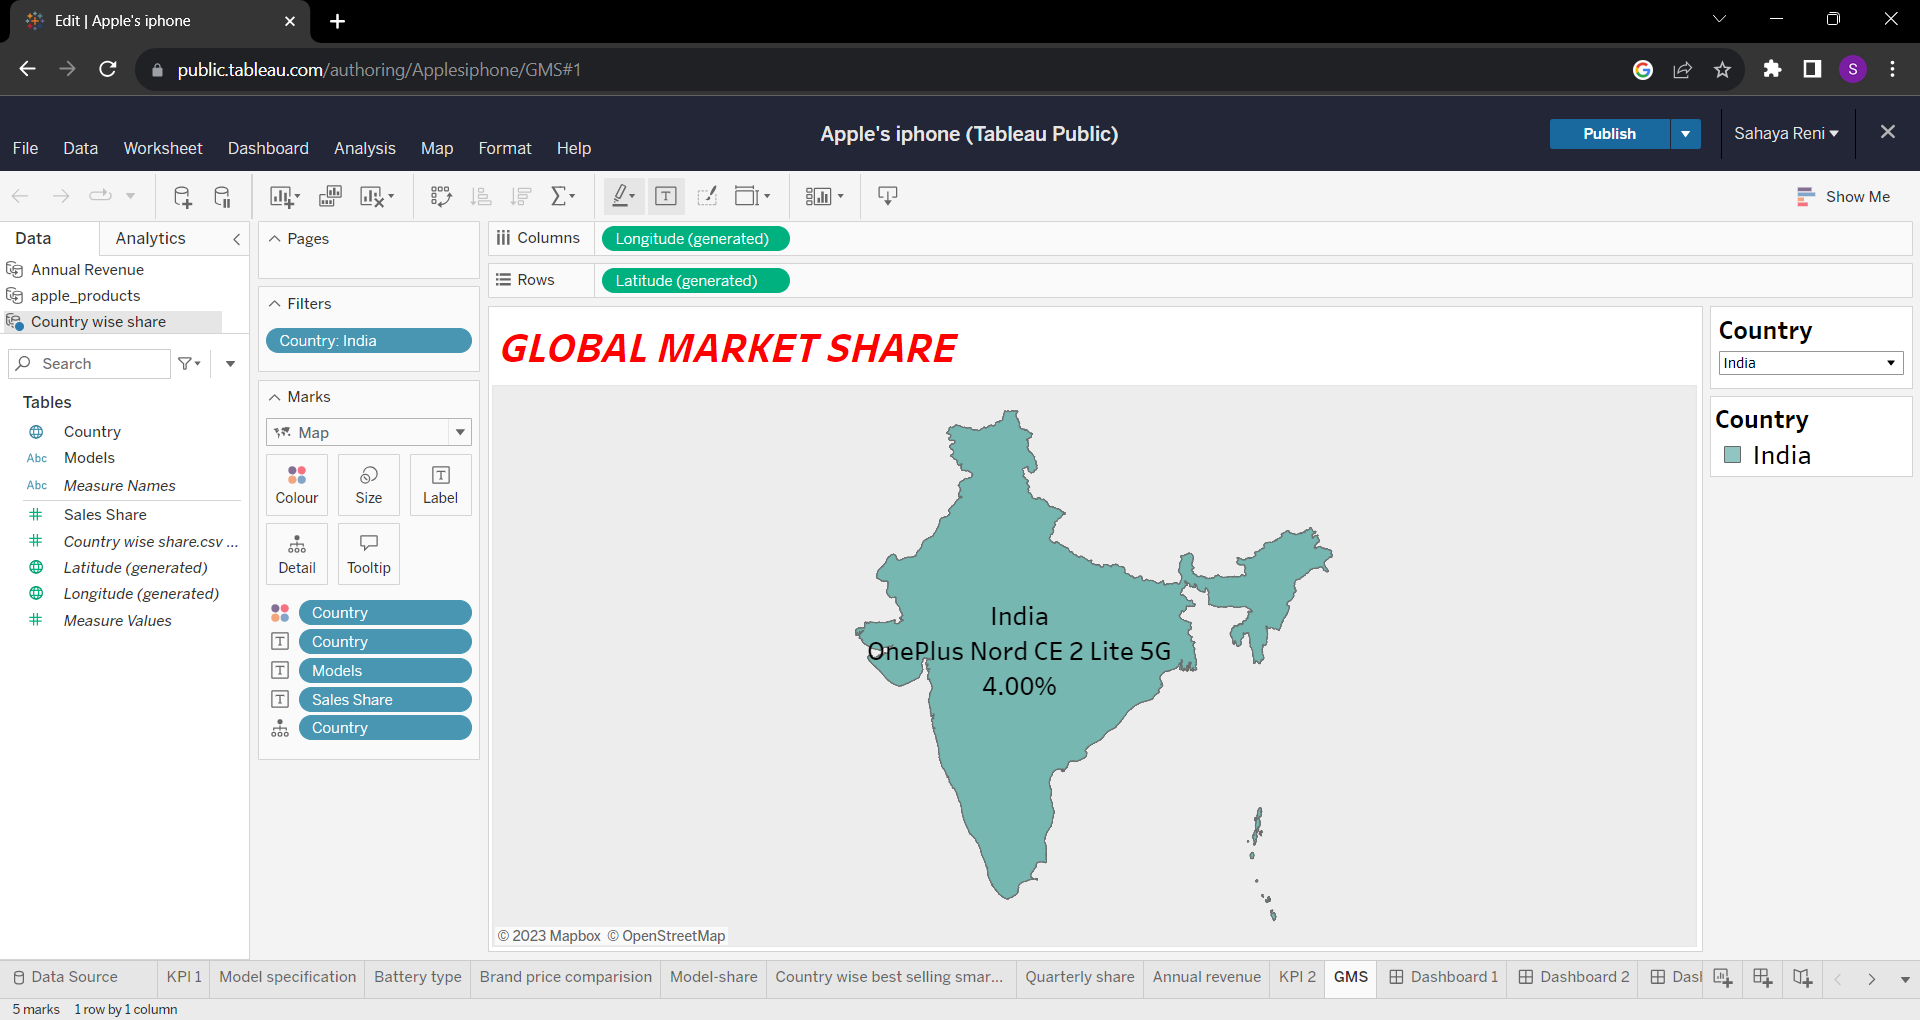 Edit | Apple's iphone
public.tableau.com/authoring/Applesiphone/GMS#1
S
Apple's iphone (Tableau Public)
Publish
Sahaya Reni
File Data Worksheet Dashboard Analysis Map Format Help
Show Me
Data Analytics
Annual Revenue
apple_products
Country wise share
Search
Tables
Country
Abc Models
Abc Measure Names
Sales Share
Country wise share.csv ...
Latitude (generated)
Longitude (generated)
Measure Values
Pages
Filters
Country: India
Marks
Map
Colour Size T Label
Detail Tooltip
Country
T Country
T Models
T Sales Share
Country
Columns Longitude (generated)
Rows Latitude (generated)
GLOBAL MARKET SHARE
India
OnePlus Nord CE 2 Lite 5G
4.00%
© 2023 Mapbox © OpenStreetMap
Country
India
Country
India
Data Source KPI 1 Model specification Battery type Brand price comparision Model-share Country wise best selling smar... Quarterly share Annual revenue KPI 2 GMS Dashboard 1 Dashboard 2 Dasl
5 marks 1 row by 1 column